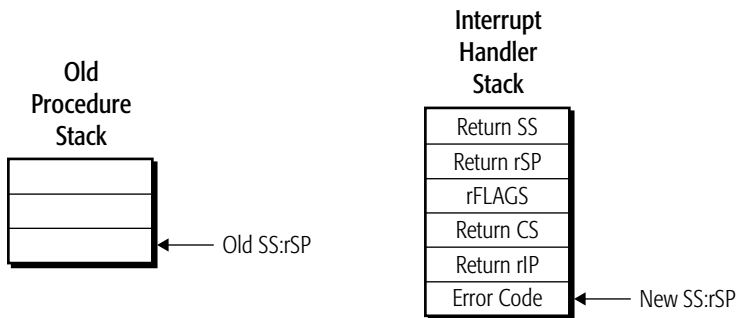 Old
Procedure
Stack
Old SS:rSP
Interrupt
Handler
Stack
Return SS
Return rSP
rFLAGS
Return CS
Return rIP
Error Code
New SS:rSP